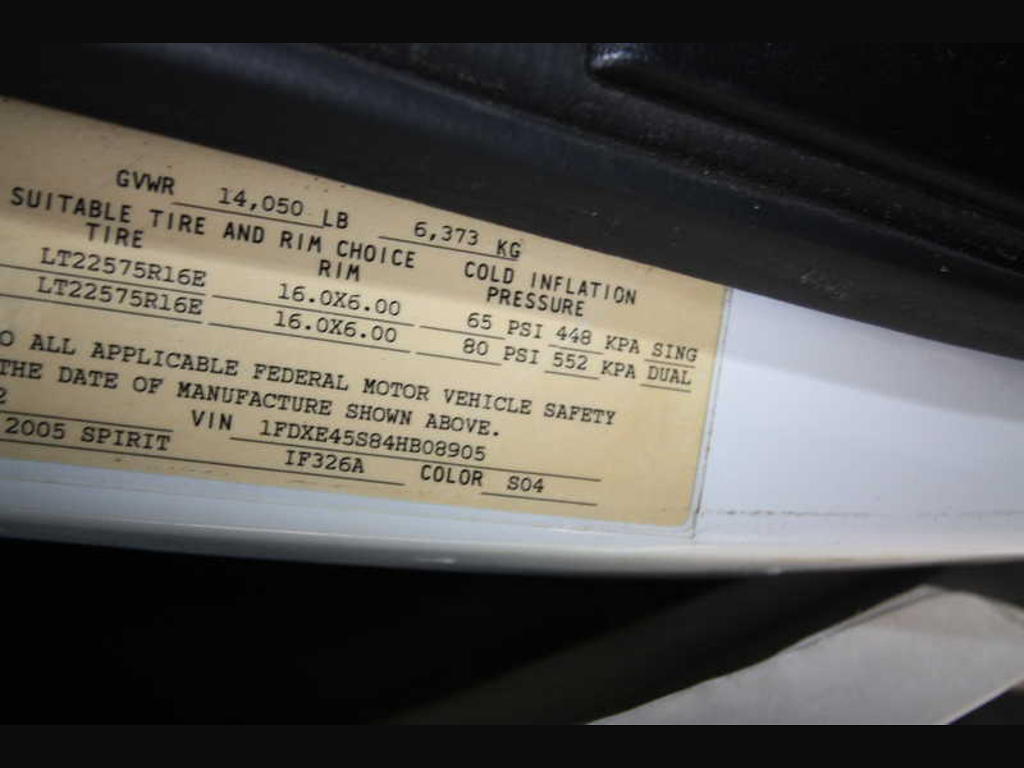 GVWR 14,050 LB 6,373 KG
SUITABLE TIRE AND RIM CHOICE
TIRE RIM COLD INFLATION PRESSURE
LT22575R16E 16.0X6.00 65 PSI 448 KPA SING
LT22575R16E 16.0X6.00 80 PSI 552 KPA DUAL
O ALL APPLICABLE FEDERAL MOTOR VEHICLE SAFETY
THE DATE OF MANUFACTURE SHOWN ABOVE.
2 VIN 1FDXE45S84HB08905
2005 SPIRIT IF326A COLOR S04